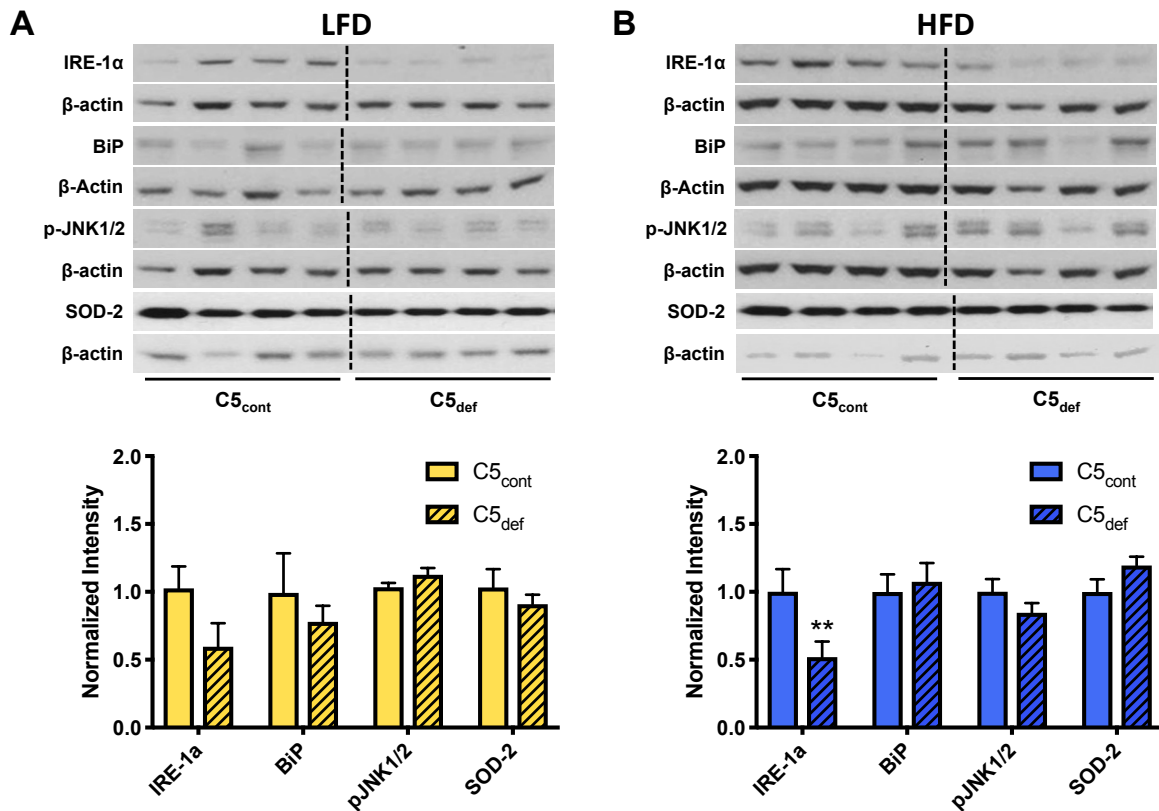 A LFD
IRE-1α
β-actin
BiP
β-Actin
p-JNK1/2
β-actin
SOD-2
β-actin
C5cont C5def
Normalized Intensity
2.0
1.5
1.0
0.5
0.0
C5cont
C5def
IRE-1a BiP pJNK1/2 SOD-2
B HFD
IRE-1α
β-actin
BiP
β-Actin
p-JNK1/2
β-actin
SOD-2
β-actin
C5cont C5def
Normalized Intensity
2.0
1.5
1.0
0.5
0.0
C5cont
C5def
**
IRE-1a BiP pJNK1/2 SOD-2